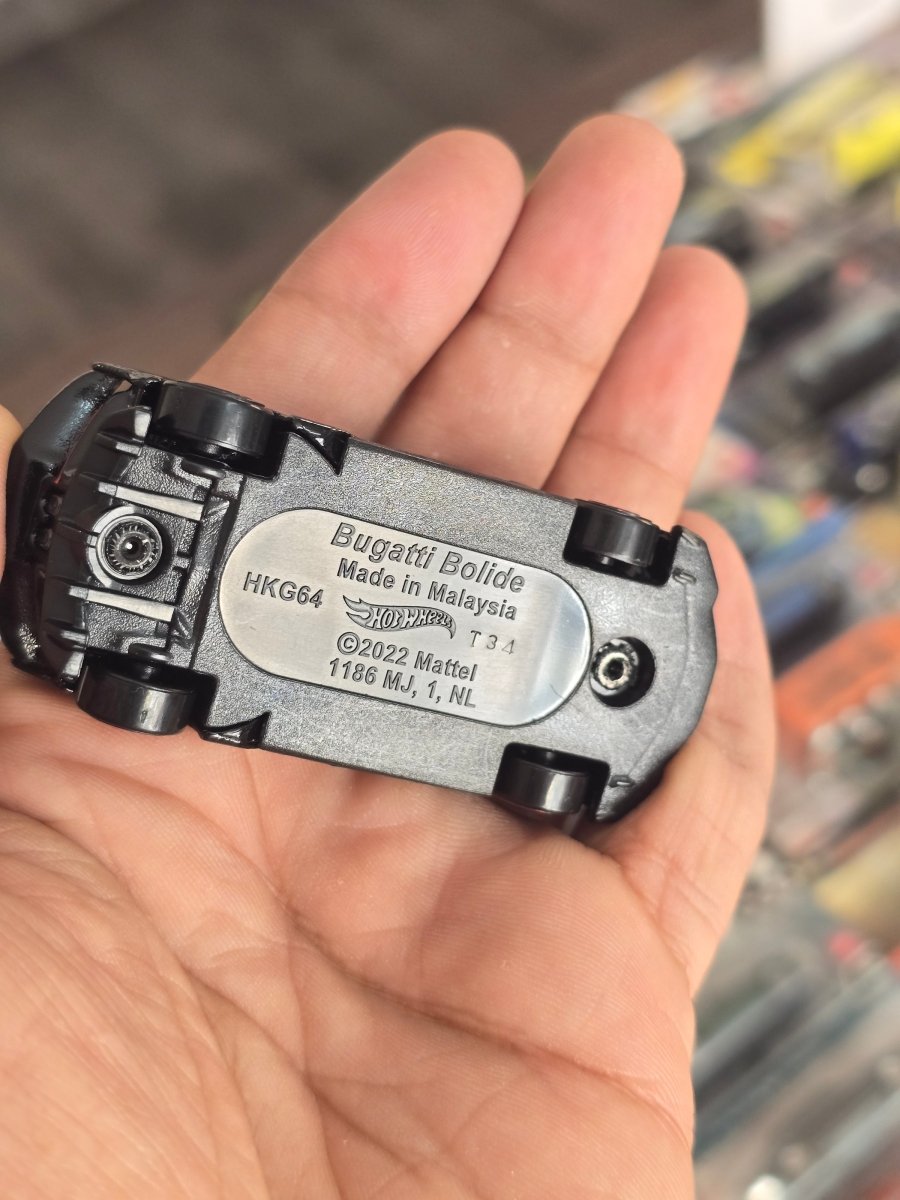 Bugatti Bolide
Made in Malaysia
HKG64
HOT WHEELS
T34
©2022 Mattel
1186 MJ, 1, NL